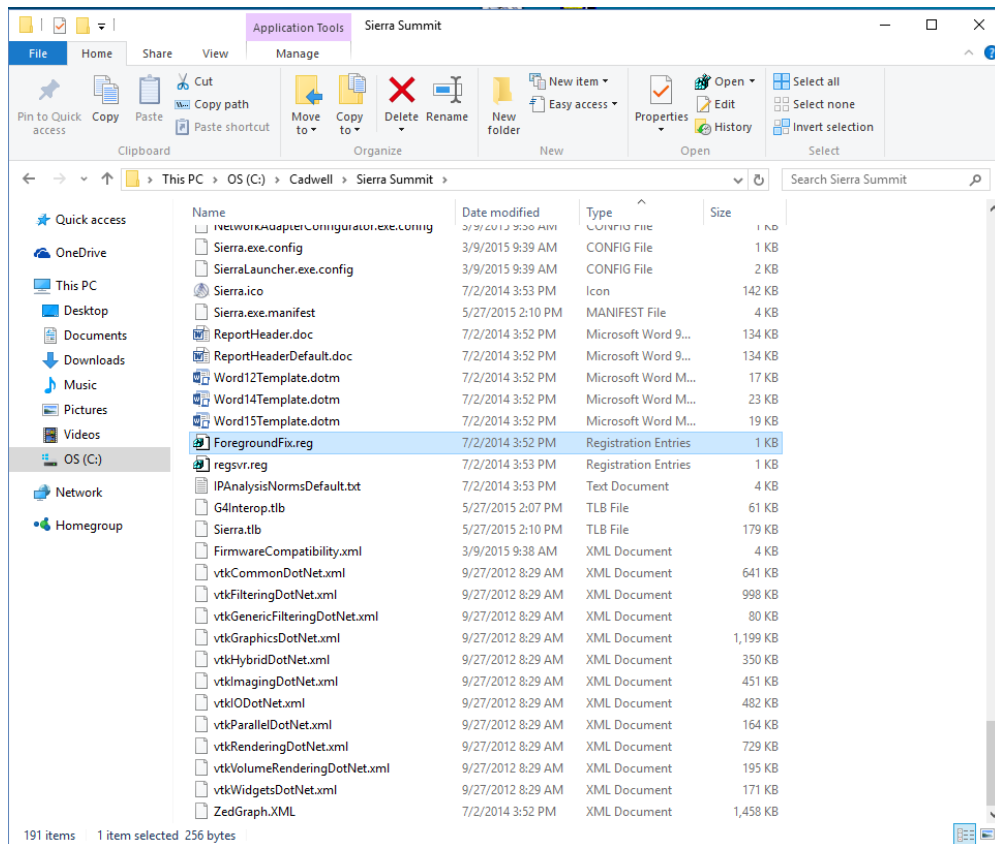 Application Tools Sierra Summit
File Home Share View Manage
Pin to Quick access
Copy
Paste
Cut
Copy path
Paste shortcut
Move to
Copy to
Delete
Rename
New folder
New item
Easy access
Properties
Open
Edit
History
Select all
Select none
Invert selection
Clipboard Organize New Open Select
This PC > OS (C:) > Cadwell > Sierra Summit >
Search Sierra Summit
Quick access
OneDrive
This PC
Desktop
Documents
Downloads
Music
Pictures
Videos
OS (C:)
Network
Homegroup
Name Date modified Type Size
NetworkAdapterConfigurator.exe.config 3/9/2015 9:38 AM CONFIG File 1 KB
Sierra.exe.config 3/9/2015 9:39 AM CONFIG File 1 KB
SierraLauncher.exe.config 3/9/2015 9:39 AM CONFIG File 2 KB
Sierra.ico 7/2/2014 3:53 PM Icon 142 KB
Sierra.exe.manifest 5/27/2015 2:10 PM MANIFEST File 4 KB
ReportHeader.doc 7/2/2014 3:52 PM Microsoft Word 9... 134 KB
ReportHeaderDefault.doc 7/2/2014 3:52 PM Microsoft Word 9... 134 KB
Word12Template.dotm 7/2/2014 3:52 PM Microsoft Word M... 17 KB
Word14Template.dotm 7/2/2014 3:52 PM Microsoft Word M... 23 KB
Word15Template.dotm 7/2/2014 3:52 PM Microsoft Word M... 19 KB
ForegroundFix.reg 7/2/2014 3:52 PM Registration Entries 1 KB
regsvr.reg 7/2/2014 3:53 PM Registration Entries 1 KB
IPAnalysisNormsDefault.txt 7/2/2014 3:53 PM Text Document 4 KB
G4Interop.tlb 5/27/2015 2:07 PM TLB File 61 KB
Sierra.tlb 5/27/2015 2:10 PM TLB File 179 KB
FirmwareCompatibility.xml 3/9/2015 9:38 AM XML Document 4 KB
vtkCommonDotNet.xml 9/27/2012 8:29 AM XML Document 641 KB
vtkFilteringDotNet.xml 9/27/2012 8:29 AM XML Document 998 KB
vtkGenericFilteringDotNet.xml 9/27/2012 8:29 AM XML Document 80 KB
vtkGraphicsDotNet.xml 9/27/2012 8:29 AM XML Document 1,199 KB
vtkHybridDotNet.xml 9/27/2012 8:29 AM XML Document 350 KB
vtkImagingDotNet.xml 9/27/2012 8:29 AM XML Document 451 KB
vtkIODotNet.xml 9/27/2012 8:29 AM XML Document 482 KB
vtkParallelDotNet.xml 9/27/2012 8:29 AM XML Document 164 KB
vtkRenderingDotNet.xml 9/27/2012 8:29 AM XML Document 729 KB
vtkVolumeRenderingDotNet.xml 9/27/2012 8:29 AM XML Document 195 KB
vtkWidgetsDotNet.xml 9/27/2012 8:29 AM XML Document 171 KB
ZedGraph.XML 7/2/2014 3:52 PM XML Document 1,458 KB
191 items 1 item selected 256 bytes